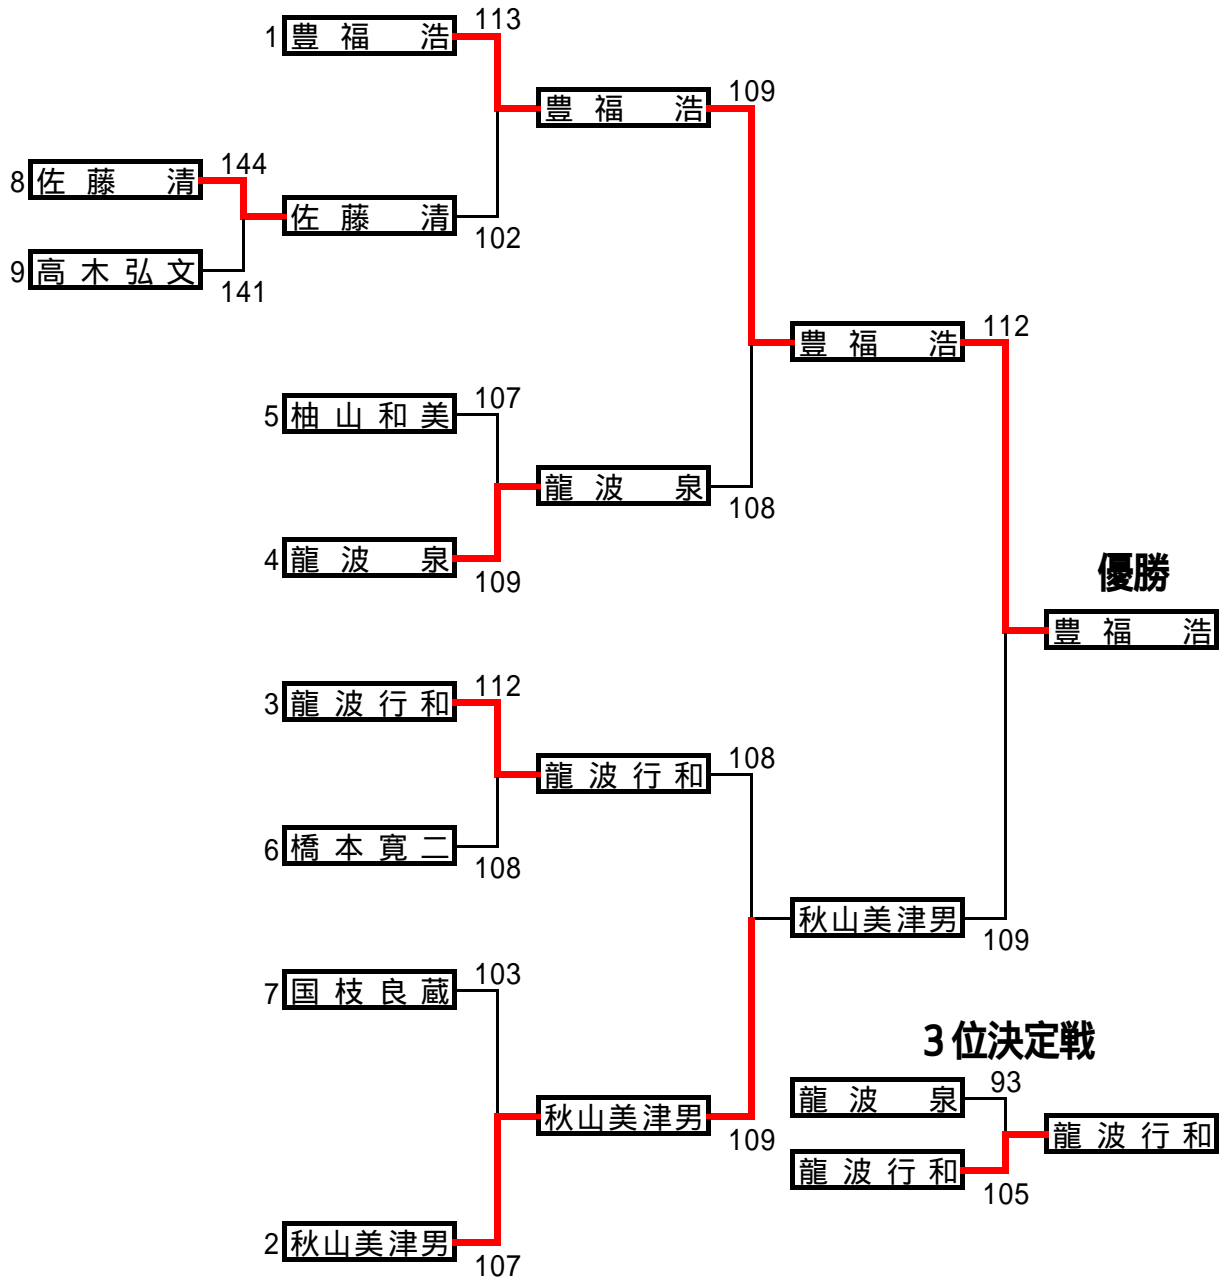 1 豊福 浩 113
豊福 浩 109
8 佐藤 清 144
佐藤 清 102
9 高木弘文 141
豊福 浩 112
5 柚山和美 107
龍波 泉 108
4 龍波 泉 109
優勝
豊福 浩
3 龍波行和 112
龍波行和 108
6 橋本寛二 108
秋山美津男 109
7 国枝良蔵 103
秋山美津男 109
2 秋山美津男 107
3位決定戦
龍波 泉 93
龍波行和
龍波行和 105